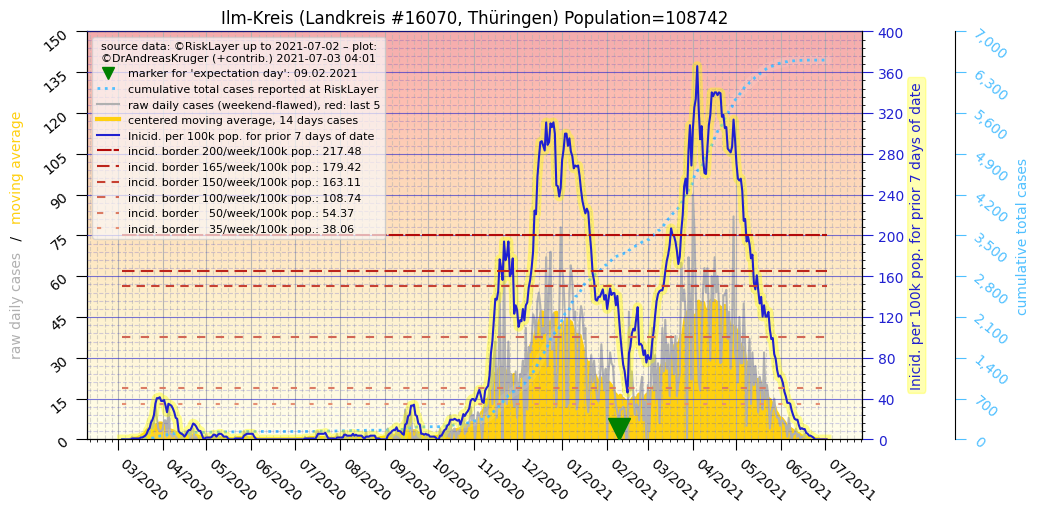 Ilm-Kreis (Landkreis #16070, Thüringen) Population=108742
source data: ©RiskLayer up to 2021-07-02 – plot:
©DrAndreasKruger (+contrib.) 2021-07-03 04:01
marker for 'expectation day': 09.02.2021
cumulative total cases reported at RiskLayer
raw daily cases (weekend-flawed), red: last 5
centered moving average, 14 days cases
Inicid. per 100k pop. for prior 7 days of date
incid. border 200/week/100k pop.: 217.48
incid. border 165/week/100k pop.: 179.42
incid. border 150/week/100k pop.: 163.11
incid. border 100/week/100k pop.: 108.74
incid. border   50/week/100k pop.: 54.37
incid. border   35/week/100k pop.: 38.06
raw daily cases / moving average
150
135
120
105
90
75
60
45
30
15
0
03/2020
04/2020
05/2020
06/2020
07/2020
08/2020
09/2020
10/2020
11/2020
12/2020
01/2021
02/2021
03/2021
04/2021
05/2021
06/2021
07/2021
400
360
320
280
240
200
160
120
80
40
0
Inicid. per 100k pop. for prior 7 days of date
7,000
6,300
5,600
4,900
4,200
3,500
2,800
2,100
1,400
700
0
cumulative total cases